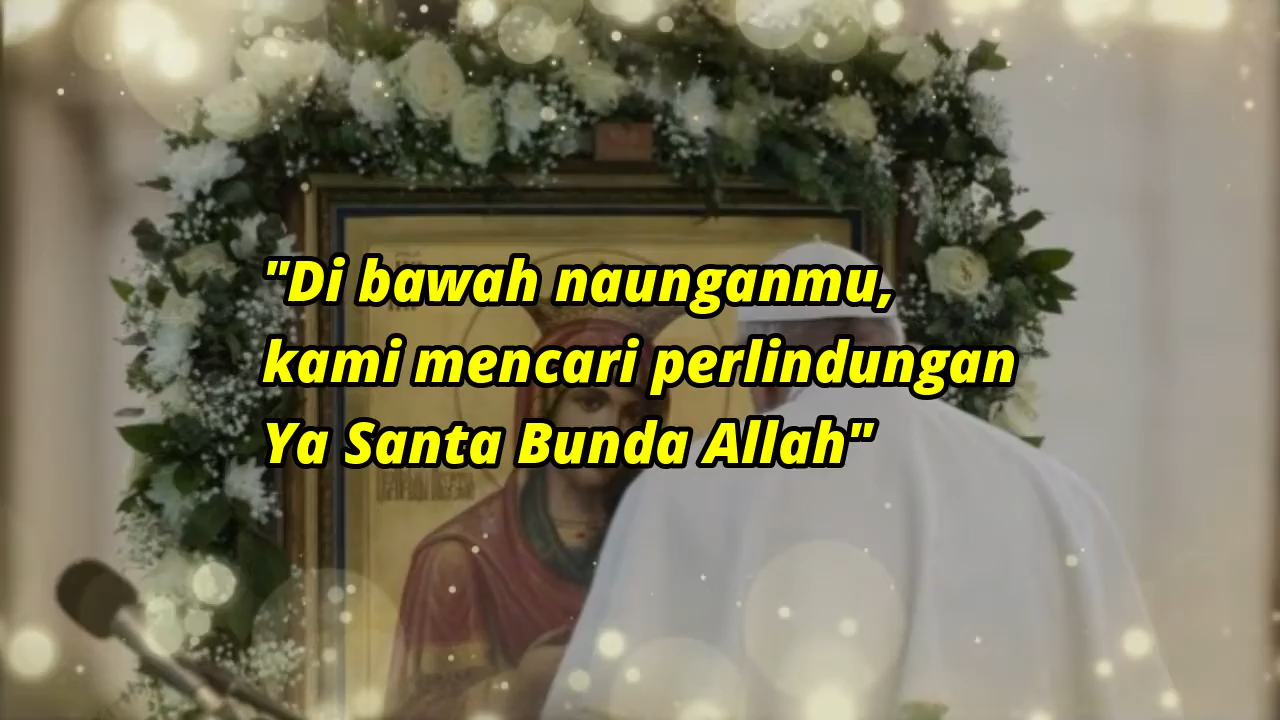 "Di bawah naunganmu,
kami mencari perlindungan
Ya Santa Bunda Allah"